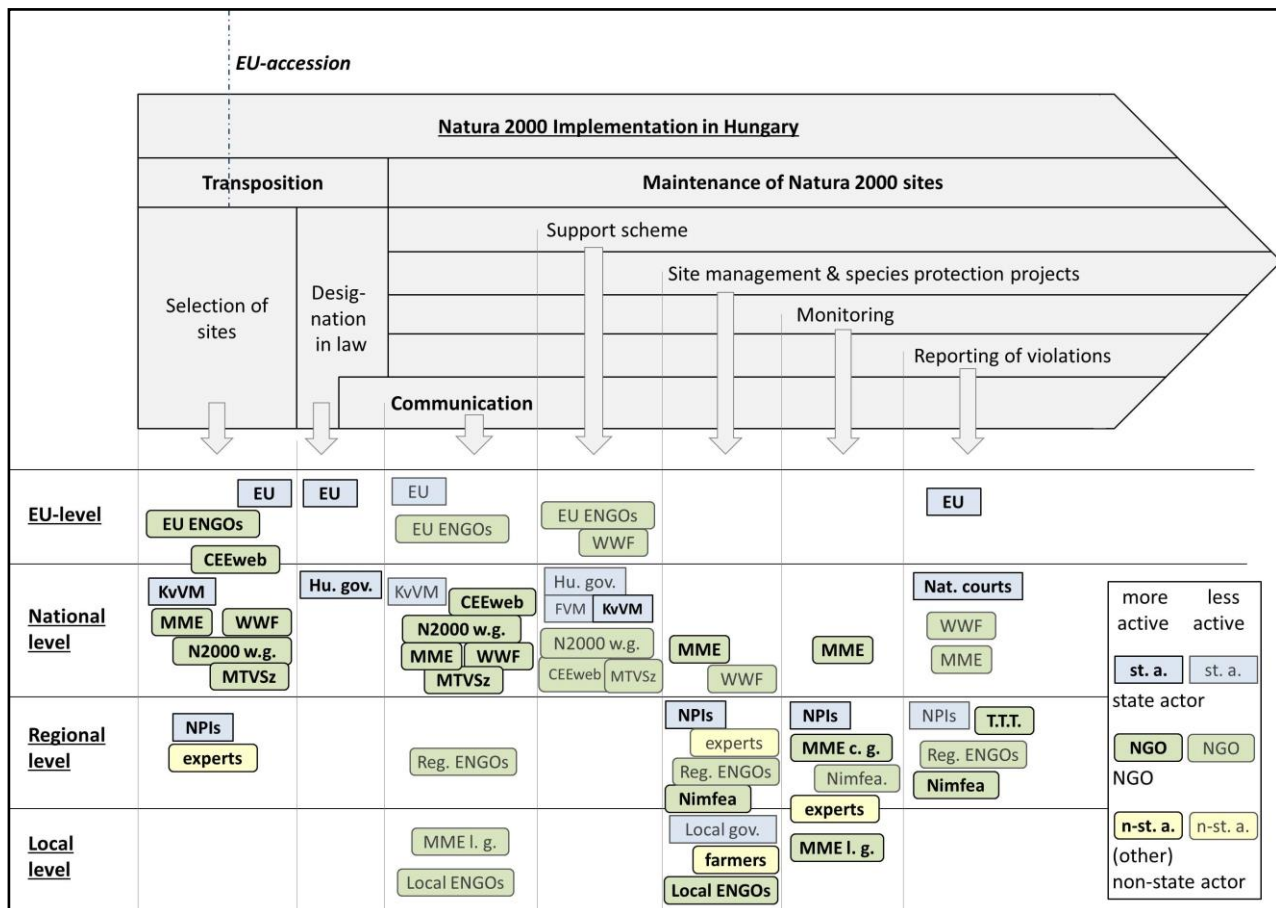 EU-accession
Natura 2000 Implementation in Hungary
Transposition
Maintenance of Natura 2000 sites
Selection of
sites
Desig-
nation
in law
Support scheme
Site management & species protection projects
Monitoring
Reporting of violations
Communication
EU-level
EU
EU ENGOs
CEEweb
EU
EU
EU ENGOs
EU ENGOs
WWF
EU
National
level
KvVM
MME
WWF
N2000 w.g.
MTVSz
Hu. gov.
KvVM
CEEweb
N2000 w.g.
MME
WWF
MTVSz
Hu. gov.
FVM
KvVM
N2000 w.g.
CEEweb
MTVSz
MME
WWF
MME
Nat. courts
WWF
MME
Regional
level
NPIs
experts
Reg. ENGOs
NPIs
experts
Reg. ENGOs
Nimfea
NPIs
MME c. g.
Nimfea.
experts
NPIs
T.T.T.
Reg. ENGOs
Nimfea
Local
level
MME l. g.
Local ENGOs
Local gov.
farmers
Local ENGOs
MME l. g.
more
active
less
active
st. a.
st. a.
state actor
NGO
NGO
NGO
n-st. a.
n-st. a.
(other)
non-state actor